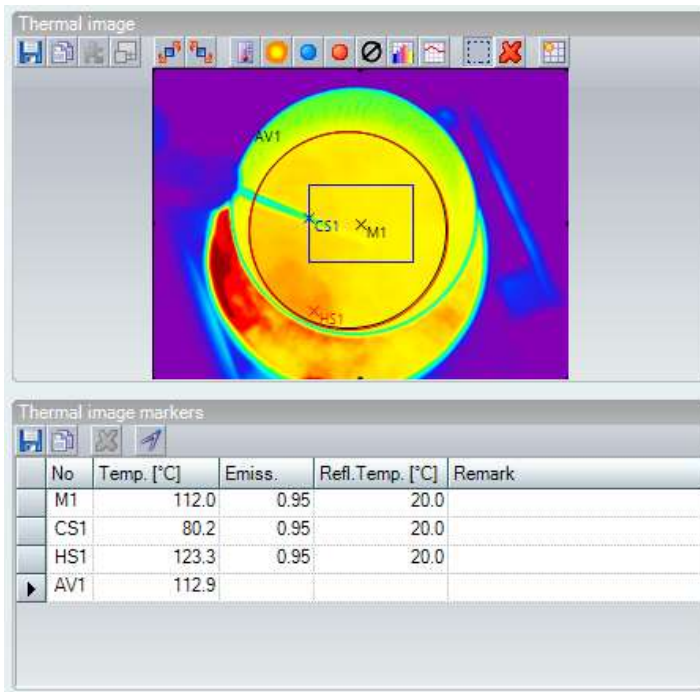 Thermal image
AV1
CS1
M1
HS1
Thermal image markers
No Temp. [°C] Emiss. Refl.Temp. [°C] Remark
M1 112.0 0.95 20.0
CS1 80.2 0.95 20.0
HS1 123.3 0.95 20.0
AV1 112.9